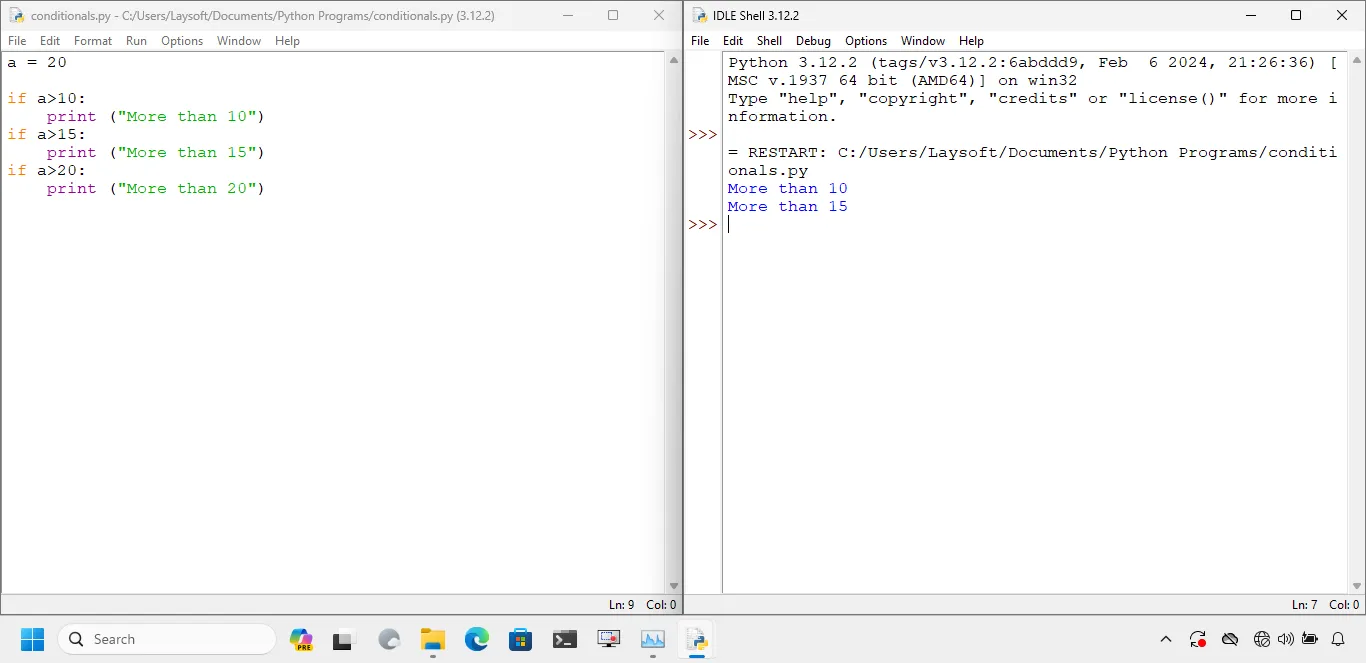 conditionals.py - C:/Users/Laysoft/Documents/Python Programs/conditionals.py (3.12.2)
File Edit Format Run Options Window Help
a = 20
if a>10:
    print ("More than 10")
if a>15:
    print ("More than 15")
if a>20:
    print ("More than 20")
Ln: 9 Col: 0
IDLE Shell 3.12.2
File Edit Shell Debug Options Window Help
Python 3.12.2 (tags/v3.12.2:6abddd9, Feb  6 2024, 21:26:36) [
MSC v.1937 64 bit (AMD64)] on win32
Type "help", "copyright", "credits" or "license()" for more i
nformation.
>>>
= RESTART: C:/Users/Laysoft/Documents/Python Programs/conditi
onals.py
More than 10
More than 15
>>>
Ln: 7 Col: 0
Search
PRE